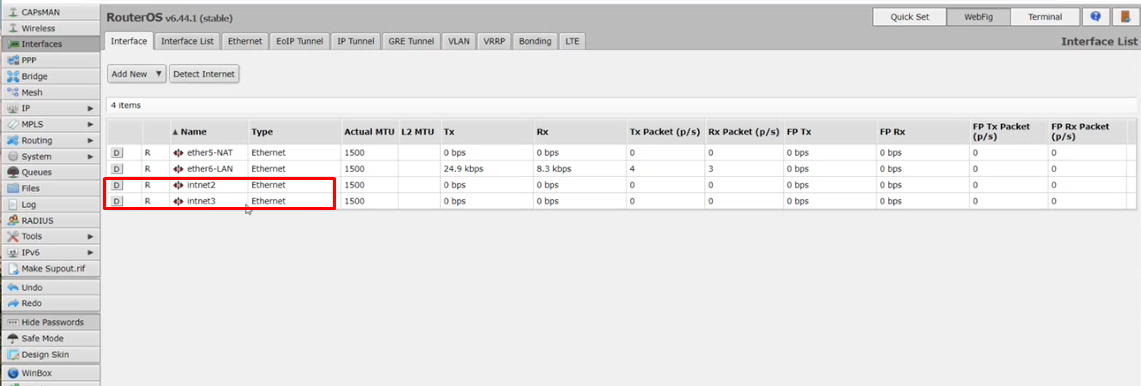 CAPsMAN
Wireless
Interfaces
PPP
Bridge
Mesh
IP
MPLS
Routing
System
Queues
Files
Log
RADIUS
Tools
IPv6
Make Supout.rif
Undo
Redo
Hide Passwords
Safe Mode
Design Skin
WinBox
RouterOS v6.44.1 (stable)
Quick Set WebFig Terminal
Interface Interface List Ethernet EoIP Tunnel IP Tunnel GRE Tunnel VLAN VRRP Bonding LTE Interface List
Add New ▼ Detect Internet
4 items
▲ Name Type Actual MTU L2 MTU Tx Rx Tx Packet (p/s) Rx Packet (p/s) FP Tx FP Rx FP Tx Packet (p/s) FP Rx Packet (p/s)
D R ether5-NAT Ethernet 1500 0 bps 0 bps 0 0 0 bps 0 bps 0 0
D R ether6-LAN Ethernet 1500 24.9 kbps 8.3 kbps 4 3 0 bps 0 bps 0 0
D R intnet2 Ethernet 1500 0 bps 0 bps 0 0 0 bps 0 bps 0 0
D R intnet3 Ethernet 1500 0 bps 0 bps 0 0 0 bps 0 bps 0 0